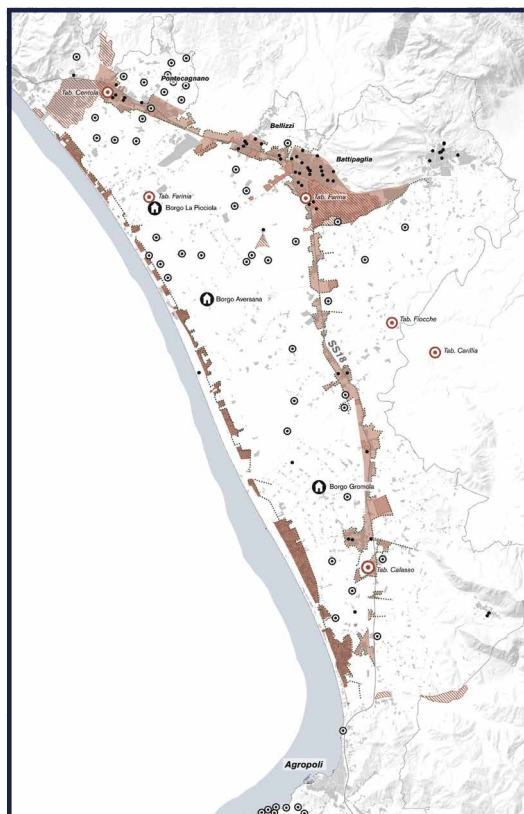 Pontecagnano
Tab. Centola
Bellizzi
Battipaglia
Tab. Farinia
Tab. Farma
Borgo La Picciola
Borgo Aversana
Tab. Fiocche
SS18
Tab. Carillia
Borgo Gromola
Tab. Cafasso
Agropoli